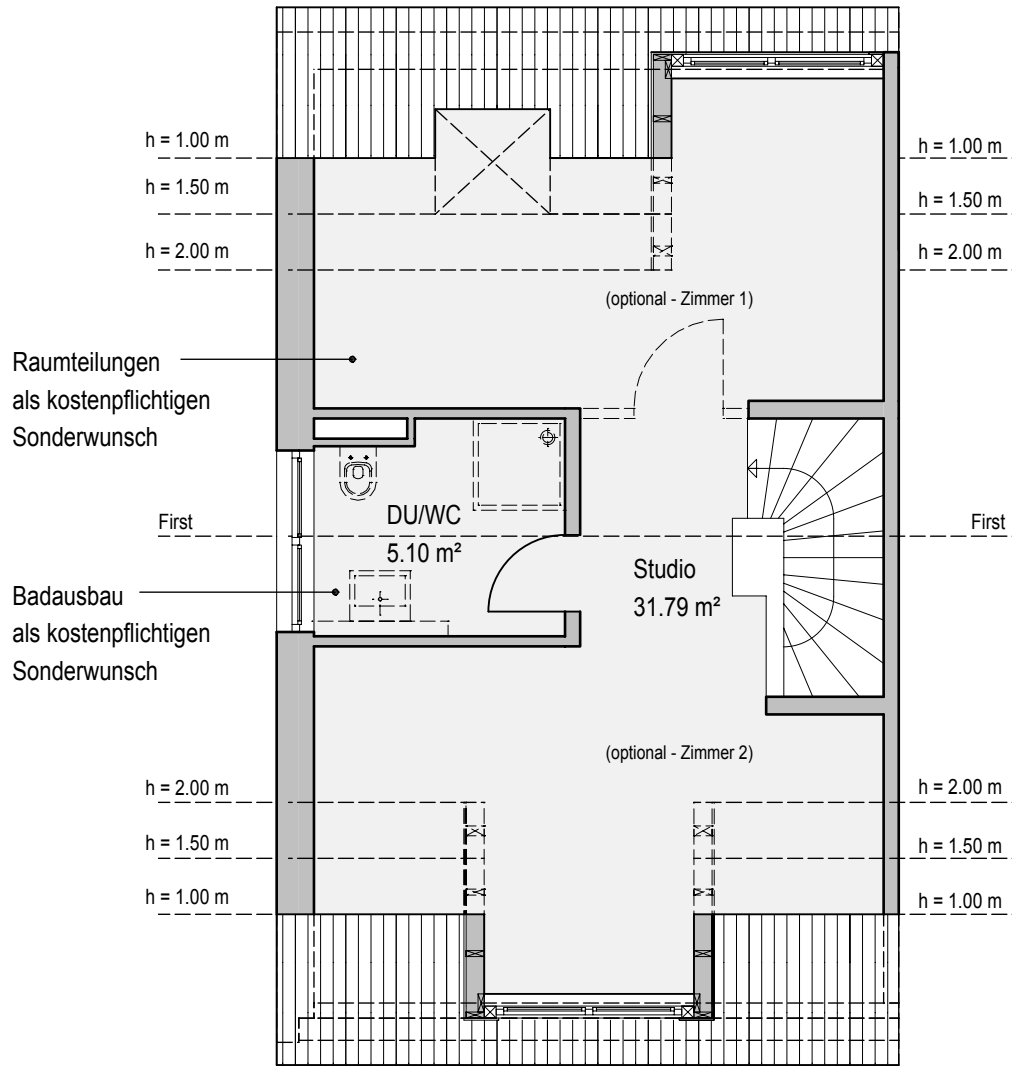 h = 1.00 m
h = 1.00 m
h = 1.50 m
h = 1.50 m
h = 2.00 m
h = 2.00 m
(optional - Zimmer 1)
Raumteilungen
als kostenpflichtigen
Sonderwunsch
DU/WC
5.10 m²
First
First
Studio
31.79 m²
Badausbau
als kostenpflichtigen
Sonderwunsch
(optional - Zimmer 2)
h = 2.00 m
h = 2.00 m
h = 1.50 m
h = 1.50 m
h = 1.00 m
h = 1.00 m